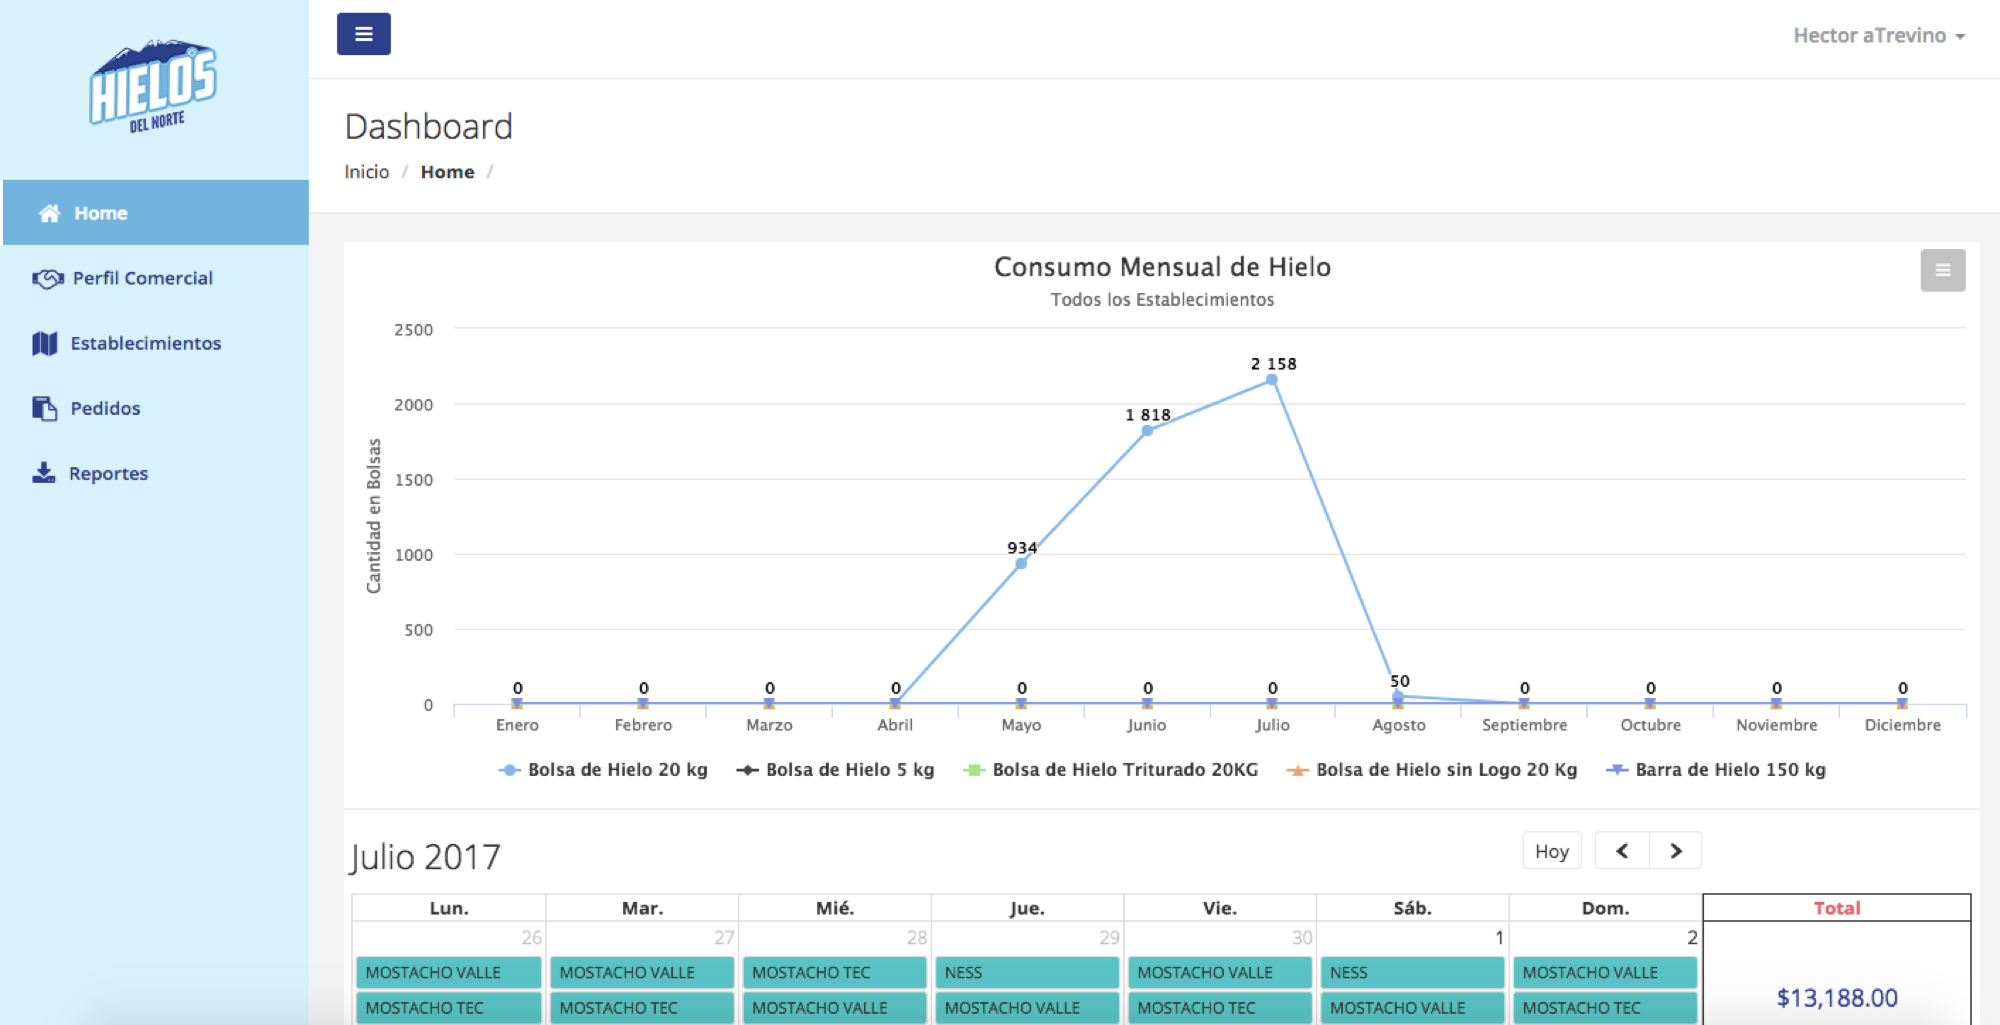 HIELOS
DEL NORTE
Hector aTrevino
Dashboard
Inicio / Home /
Home
Perfil Comercial
Establecimientos
Pedidos
Reportes
Consumo Mensual de Hielo
Todos los Establecimientos
Cantidad en Bolsas
2500
2000
1500
1000
500
0
2 158
1 818
934
50
0 0 0 0 0 0 0 0 0 0 0
Enero Febrero Marzo Abril Mayo Junio Julio Agosto Septiembre Octubre Noviembre Diciembre
Bolsa de Hielo 20 kg Bolsa de Hielo 5 kg Bolsa de Hielo Triturado 20KG Bolsa de Hielo sin Logo 20 Kg Barra de Hielo 150 kg
Julio 2017
Hoy < >
Lun. Mar. Mié. Jue. Vie. Sáb. Dom. Total
26 27 28 29 30 1 2
MOSTACHO VALLE MOSTACHO VALLE MOSTACHO TEC NESS MOSTACHO VALLE NESS MOSTACHO VALLE
$13,188.00
MOSTACHO TEC MOSTACHO TEC MOSTACHO VALLE MOSTACHO VALLE MOSTACHO TEC MOSTACHO VALLE MOSTACHO TEC